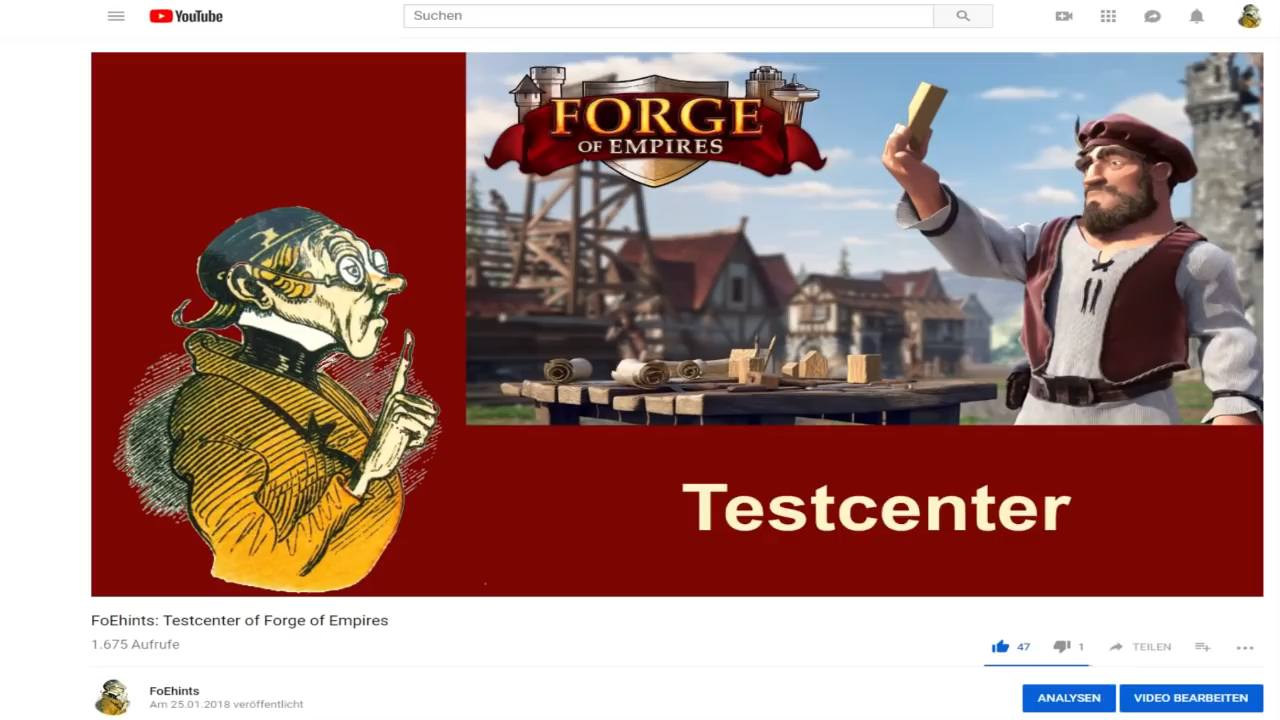 YouTube
Suchen
FORGE
OF EMPIRES
Testcenter
FoEhints: Testcenter of Forge of Empires
1.675 Aufrufe
47
1
TEILEN
FoEhints
Am 25.01.2018 veröffentlicht
ANALYSEN
VIDEO BEARBEITEN